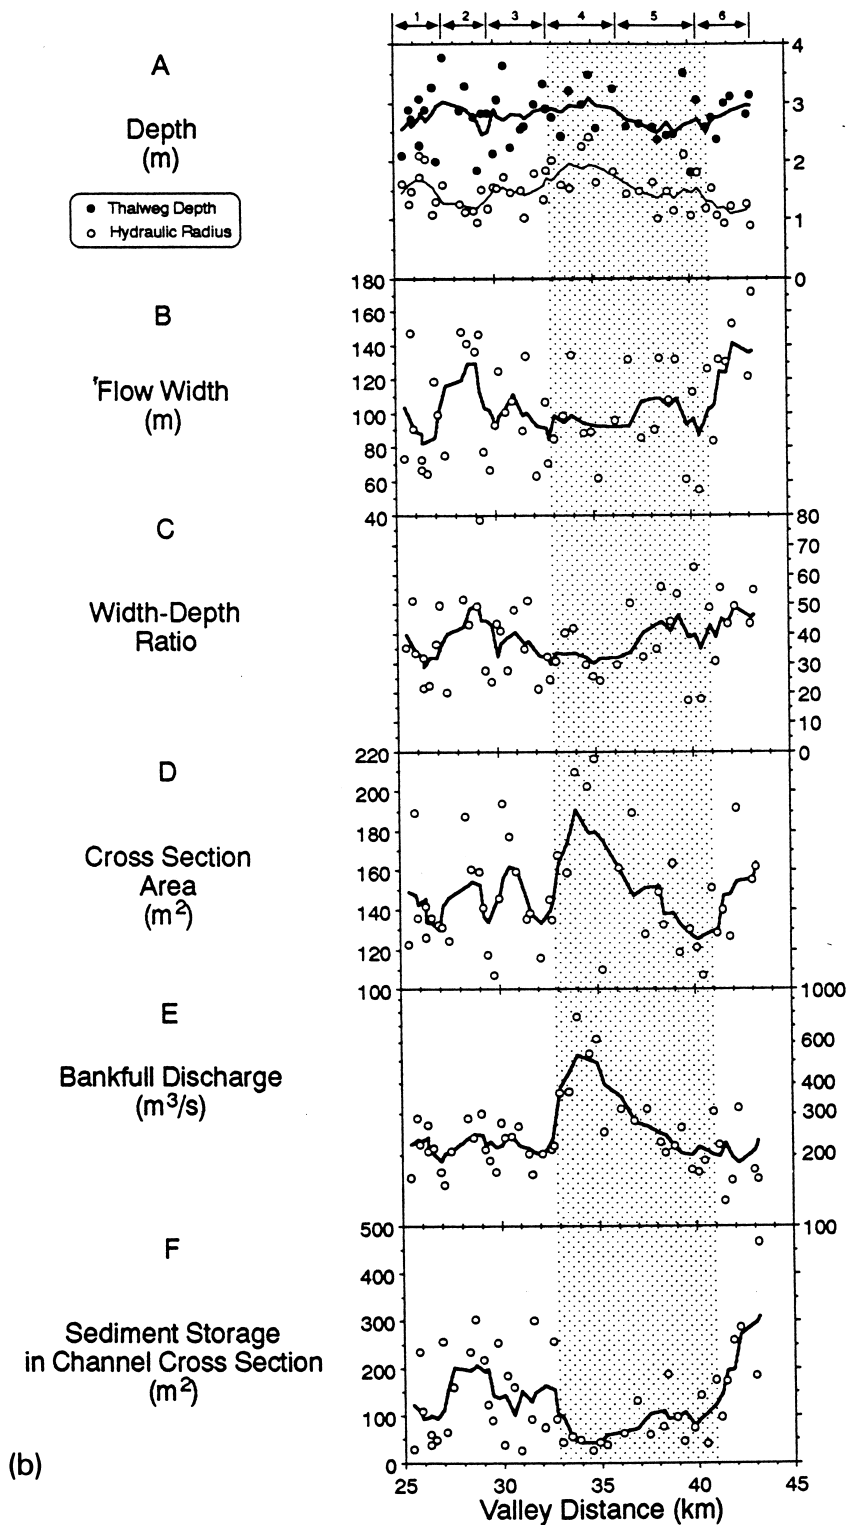 1 2 3 4 5 6
A
Depth
(m)
Thalweg Depth
Hydraulic Radius
4
3
2
1
0
B
'Flow Width
(m)
180
160
140
120
100
80
60
40
C
Width-Depth
Ratio
80
70
60
50
40
30
20
10
0
D
Cross Section
Area
(m²)
220
200
180
160
140
120
100
E
Bankfull Discharge
(m³/s)
1000
600
400
300
200
100
F
Sediment Storage
in Channel Cross Section
(m²)
500
400
300
200
100
0
(b)
25 30 35 40 45
Valley Distance (km)